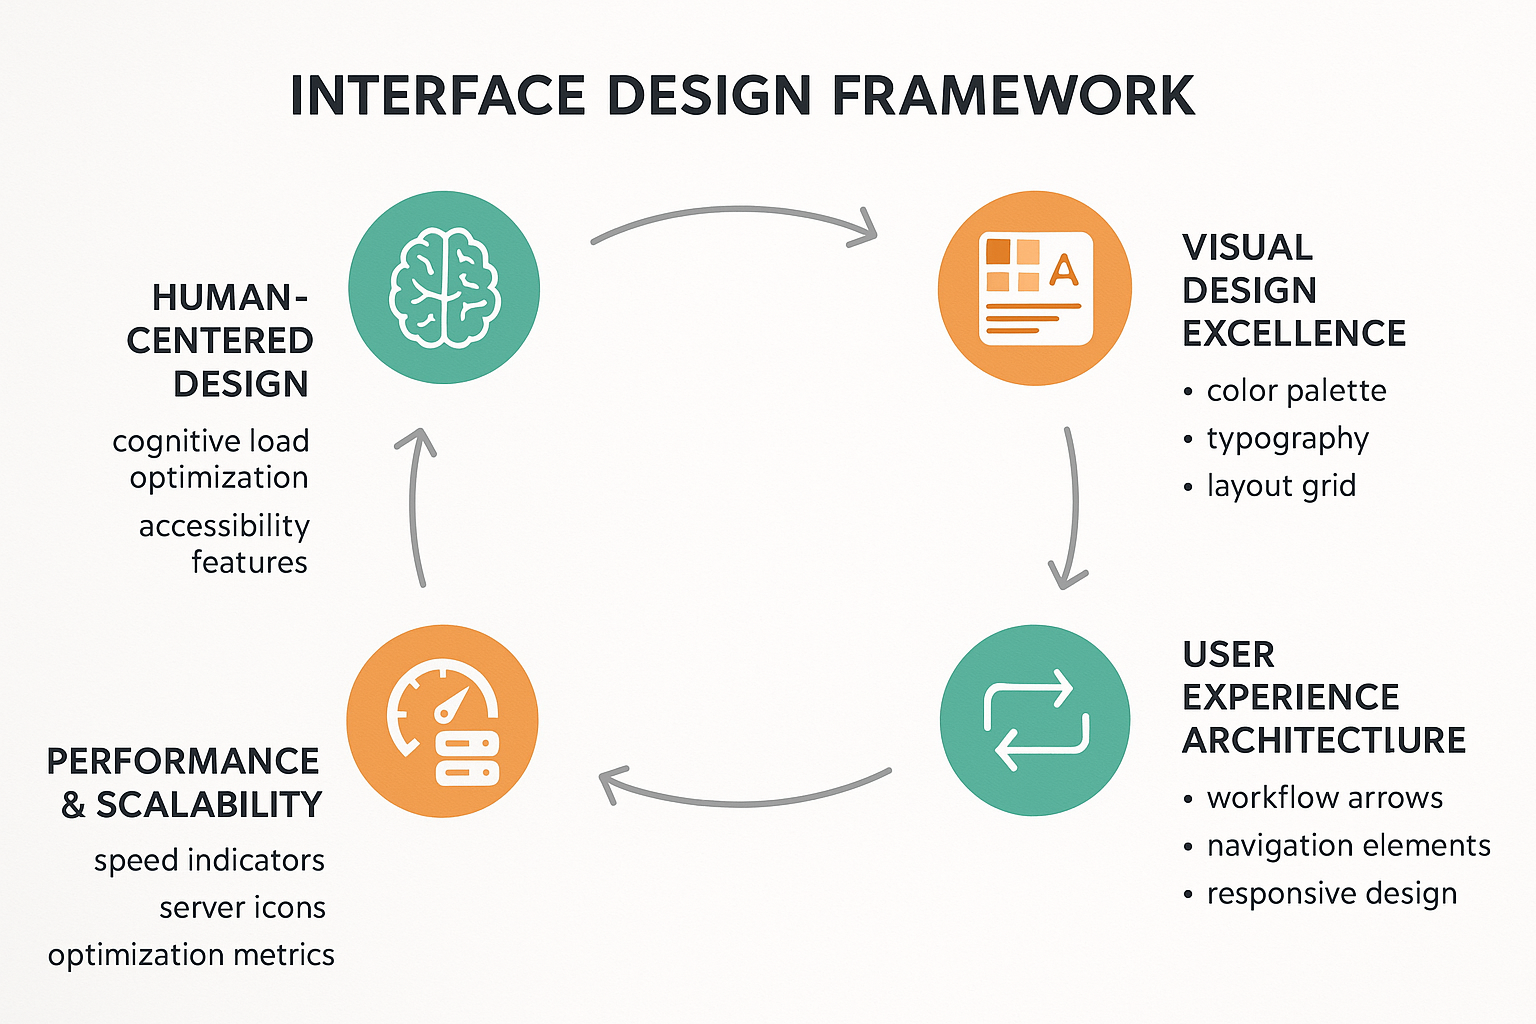 INTERFACE DESIGN FRAMEWORK
HUMAN-
CENTERED
DESIGN
cognitive load
optimization
accessibility
features
A
VISUAL
DESIGN
EXCELLENCE
• color palette
• typography
• layout grid
USER
EXPERIENCE
ARCHITECTLURE
• workflow arrows
• navigation elements
• responsive design
PERFORMANCE
& SCALABILITY
speed indicators
server icons
optimization metrics